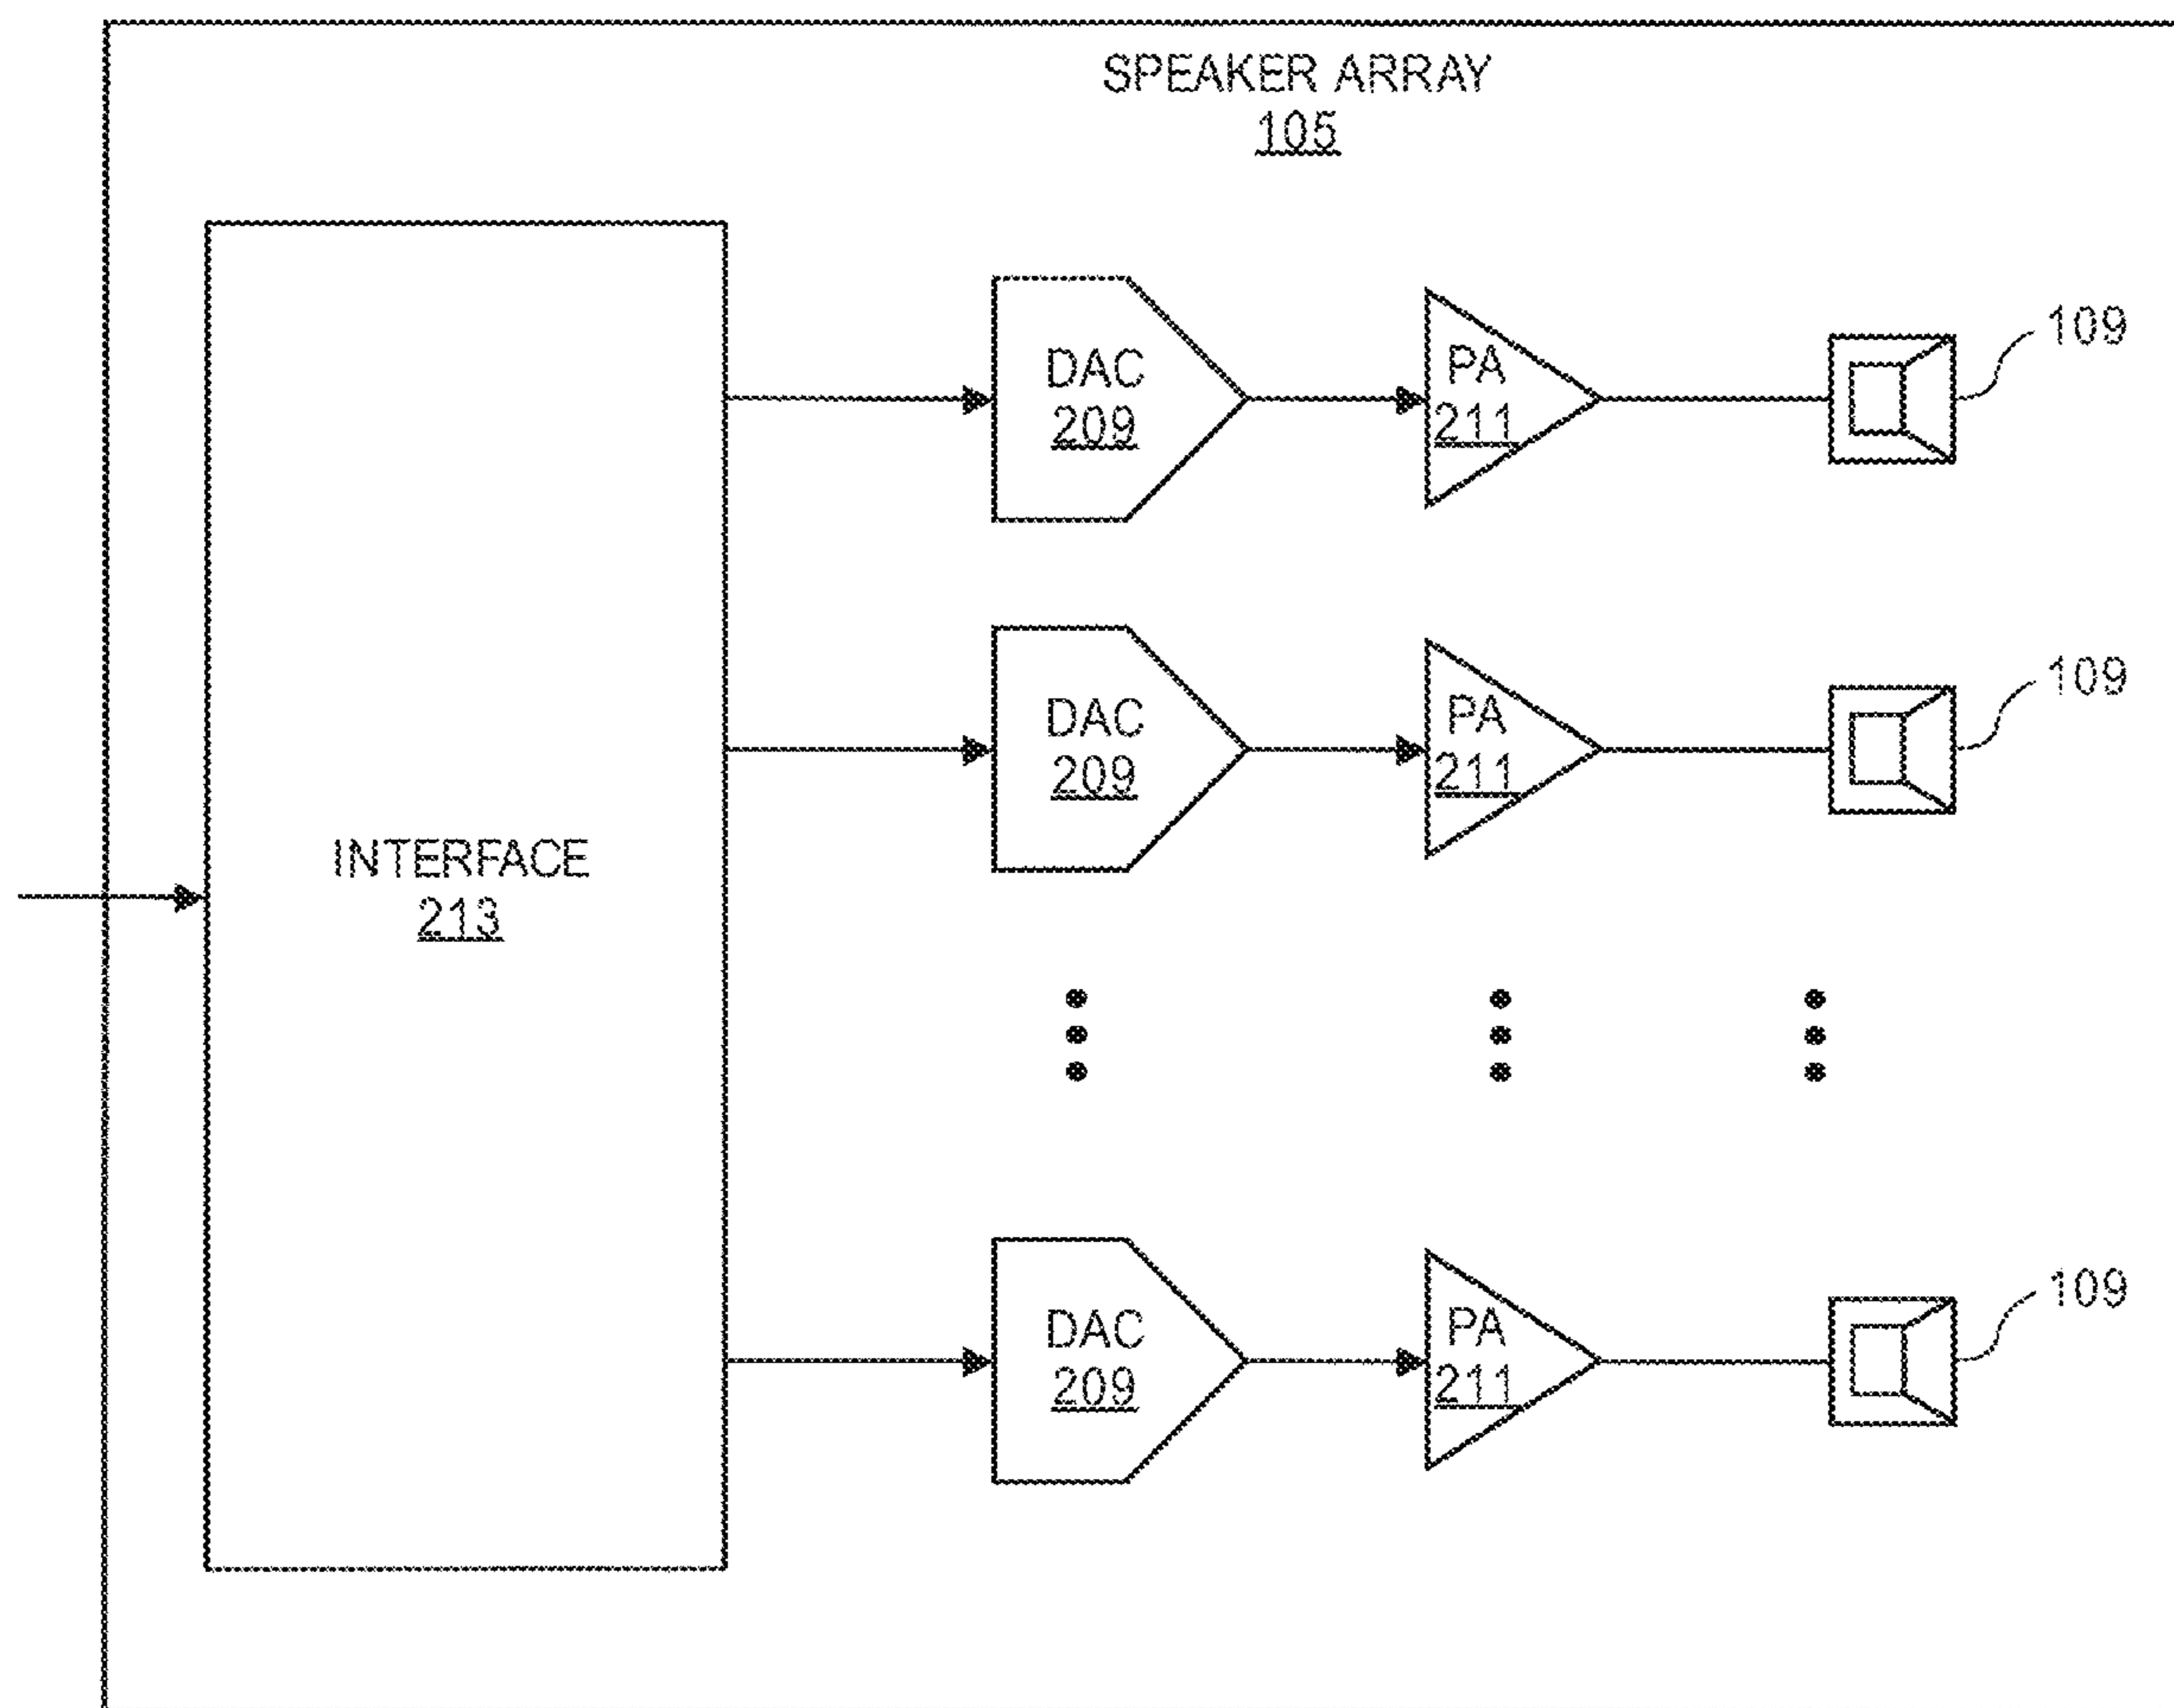 SPEAKER ARRAY
105
109
DAC
209
PA
211
109
DAC
209
PA
211
INTERFACE
213
109
DAC
209
PA
211